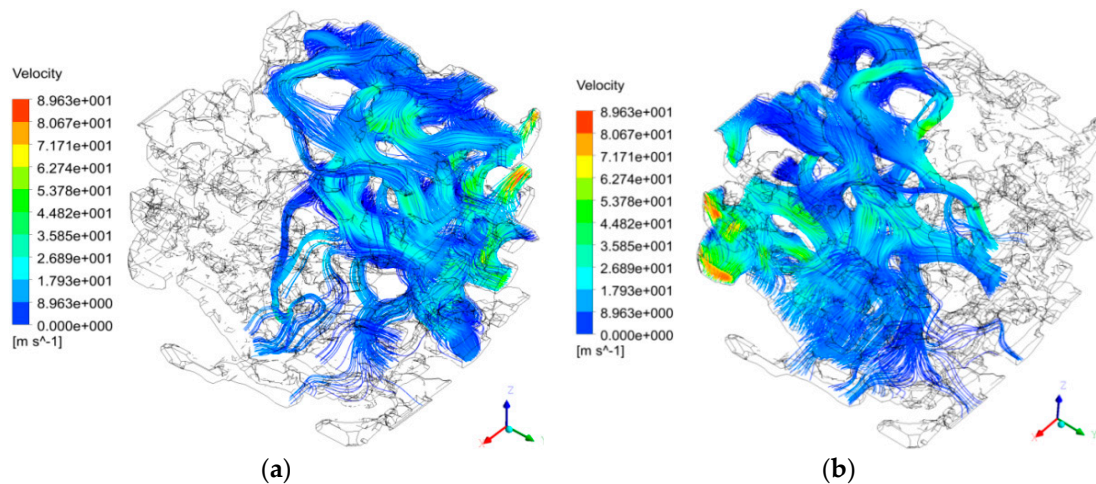 Velocity
8.963e+001
8.067e+001
7.171e+001
6.274e+001
5.378e+001
4.482e+001
3.585e+001
2.689e+001
1.793e+001
8.963e+000
0.000e+000
[m s^-1]
Z
X
Y
(a)
Velocity
8.963e+001
8.067e+001
7.171e+001
6.274e+001
5.378e+001
4.482e+001
3.585e+001
2.689e+001
1.793e+001
8.963e+000
0.000e+000
[m s^-1]
Z
X
Y
(b)